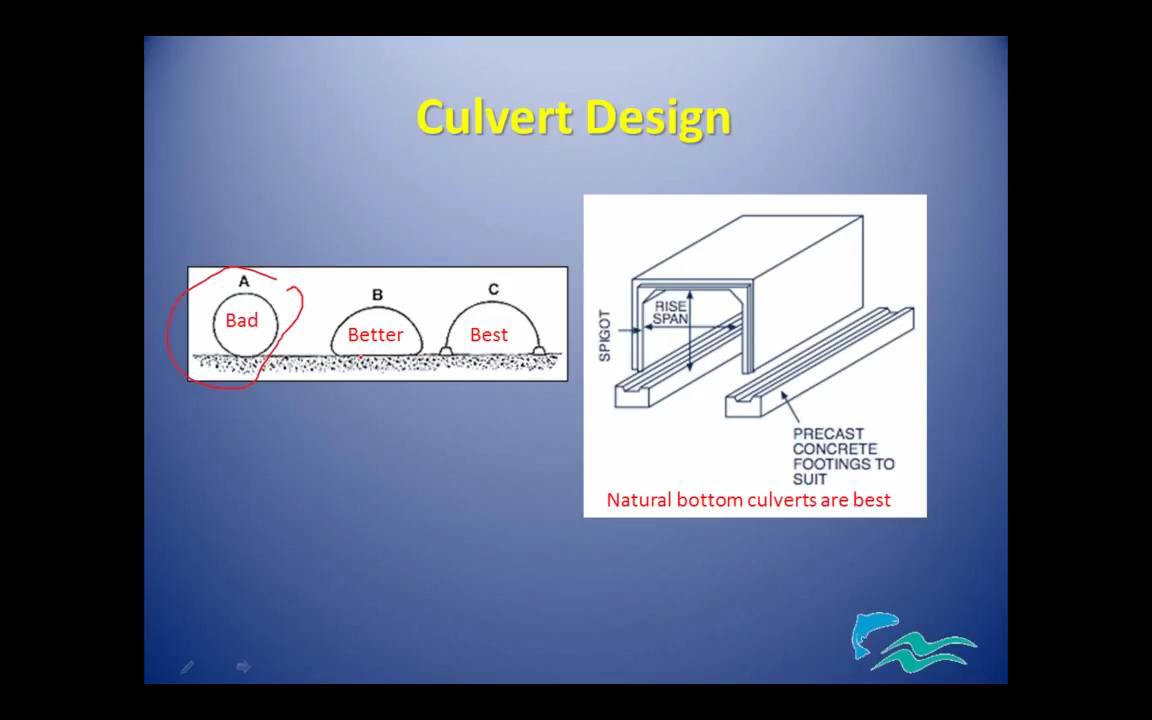 Culvert Design
A
B
C
Bad
Better
Best
RISE
SPAN
SPIGOT
PRECAST
CONCRETE
FOOTINGS TO
SUIT
Natural bottom culverts are best